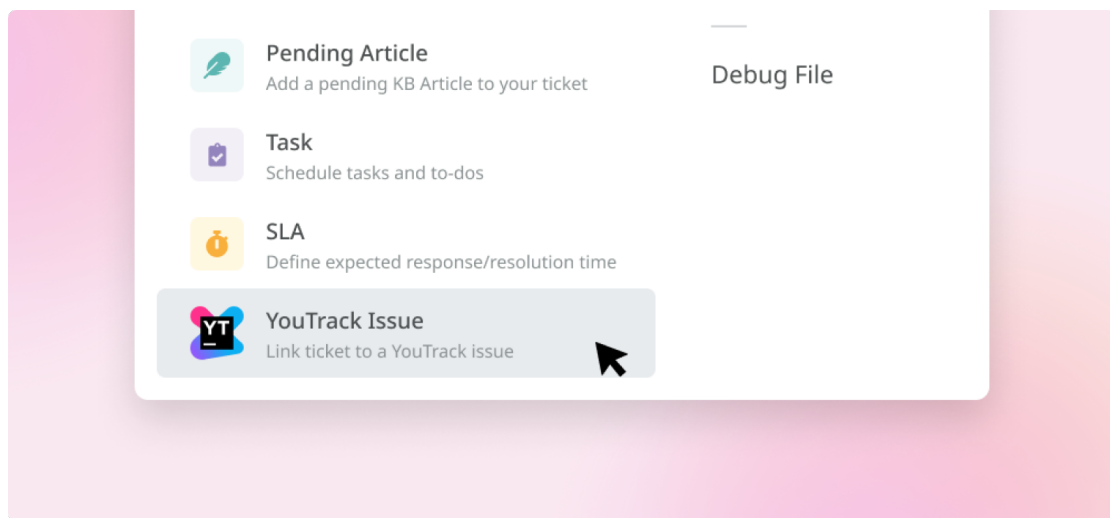 Pending Article
Add a pending KB Article to your ticket
Task
Schedule tasks and to-dos
SLA
Define expected response/resolution time
YT
YouTrack Issue
Link ticket to a YouTrack issue
Debug File